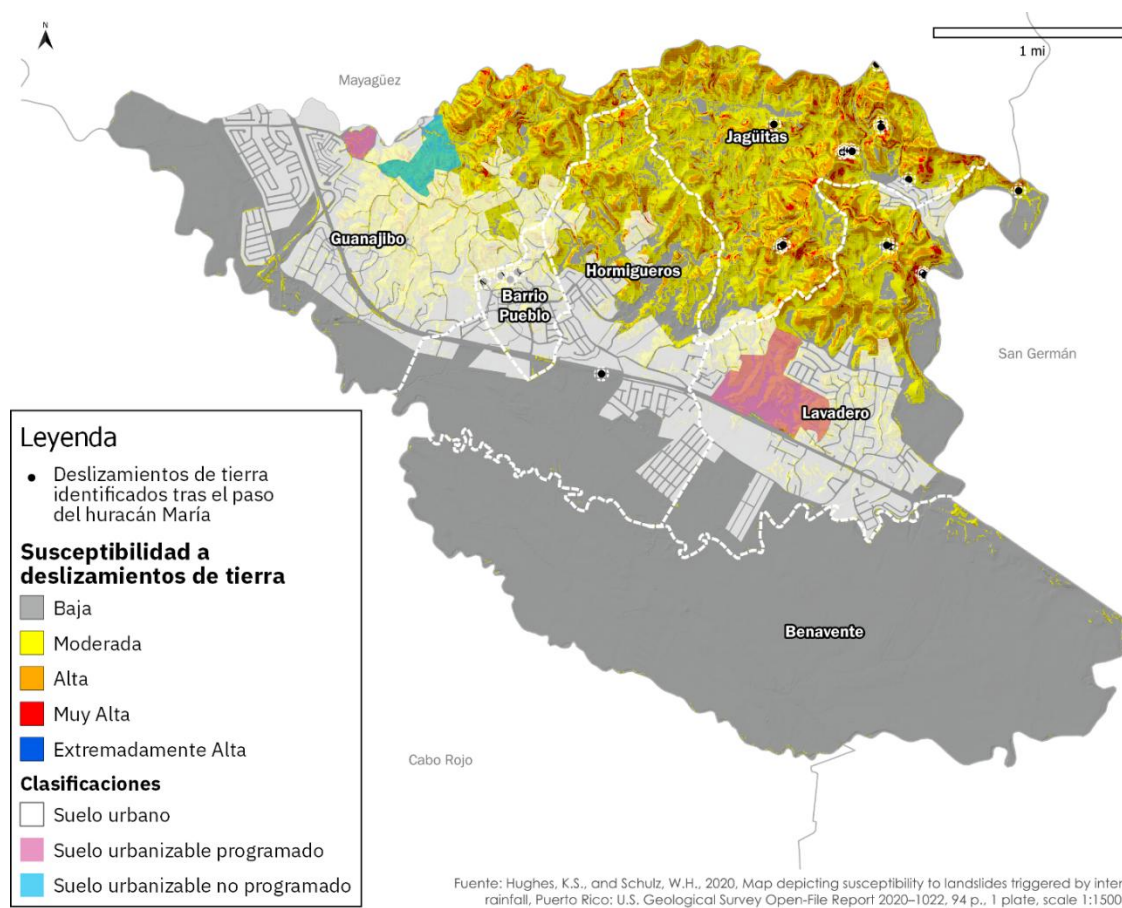 N
1 mi
Mayagüez
Jagüitas
Guanajibo
Hormigueros
Barrio
Pueblo
San Germán
Lavadero
Benavente
Cabo Rojo
Leyenda
Deslizamientos de tierra
identificados tras el paso
del huracán María
Susceptibilidad a
deslizamientos de tierra
Baja
Moderada
Alta
Muy Alta
Extremadamente Alta
Clasificaciones
Suelo urbano
Suelo urbanizable programado
Suelo urbanizable no programado
Fuente: Hughes, K.S., and Schulz, W.H., 2020, Map depicting susceptibility to landslides triggered by inter
rainfall, Puerto Rico: U.S. Geological Survey Open-File Report 2020–1022, 94 p., 1 plate, scale 1:1500